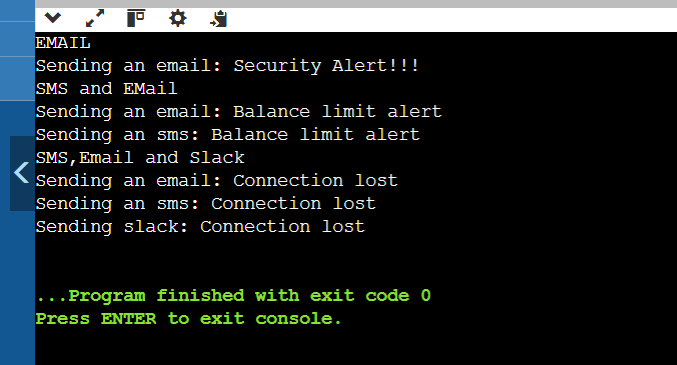 EMAIL
Sending an email: Security Alert!!!
SMS and EMail
Sending an email: Balance limit alert
Sending an sms: Balance limit alert
SMS,Email and Slack
Sending an email: Connection lost
Sending an sms: Connection lost
Sending slack: Connection lost
...Program finished with exit code 0
Press ENTER to exit console.